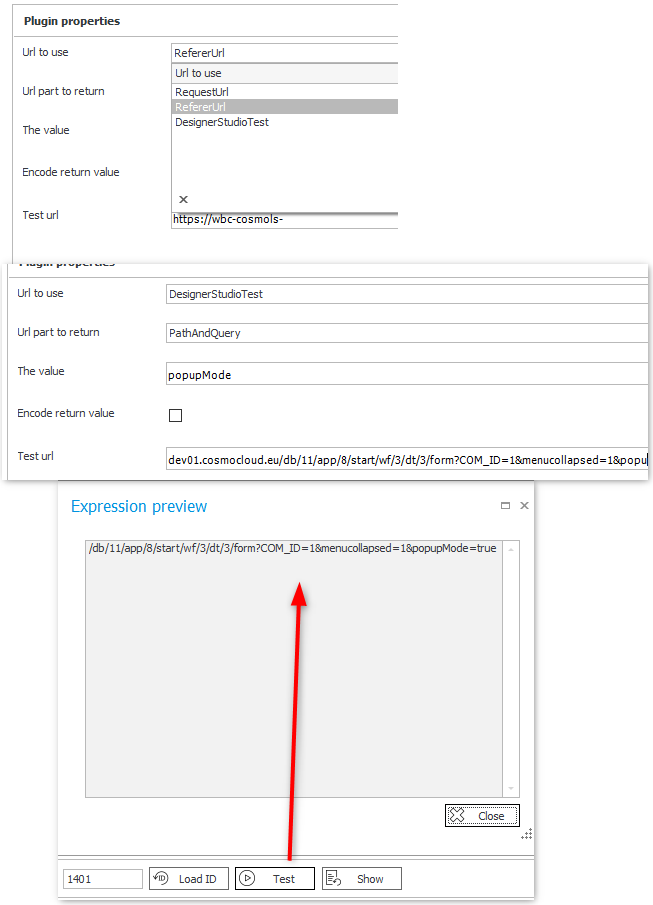 Plugin properties
Url to use
RefererUrl
Url to use
Url part to return
RequestUrl
RefererUrl
The value
DesignerStudioTest
Encode return value
Test url
https://wbc-cosmols-
Plugin properties
Url to use
DesignerStudioTest
Url part to return
PathAndQuery
The value
popupMode
Encode return value
Test url
dev01.cosmocloud.eu/db/11/app/8/start/wf/3/dt/3/form?COM_ID=1&menucollapsed=1&popu
Expression preview
/db/11/app/8/start/wf/3/dt/3/form?COM_ID=1&menucollapsed=1&popupMode=true
Close
1401
Load ID
Test
Show